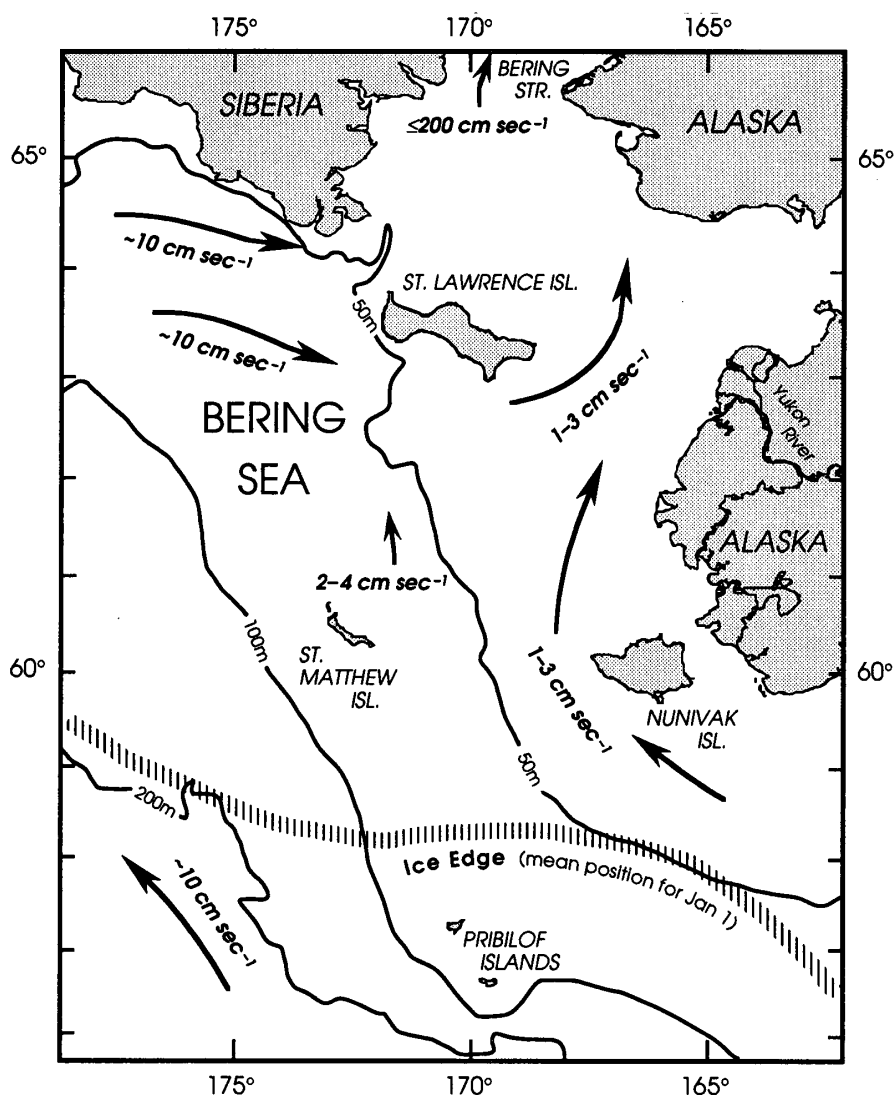 175° 170° 165°
BERING
STR.
SIBERIA
≤200 cm sec⁻¹
ALASKA
65° 65°
~10 cm sec⁻¹
ST. LAWRENCE ISL.
50m
~10 cm sec⁻¹
1–3 cm sec⁻¹
Yukon
River
BERING
SEA
ALASKA
2–4 cm sec⁻¹
100m
ST.
MATTHEW
ISL.
60° 60°
1–3 cm sec⁻¹
NUNIVAK
ISL.
50m
200m
Ice Edge (mean position for Jan 1)
~10 cm sec⁻¹
PRIBILOF
ISLANDS
175° 170° 165°